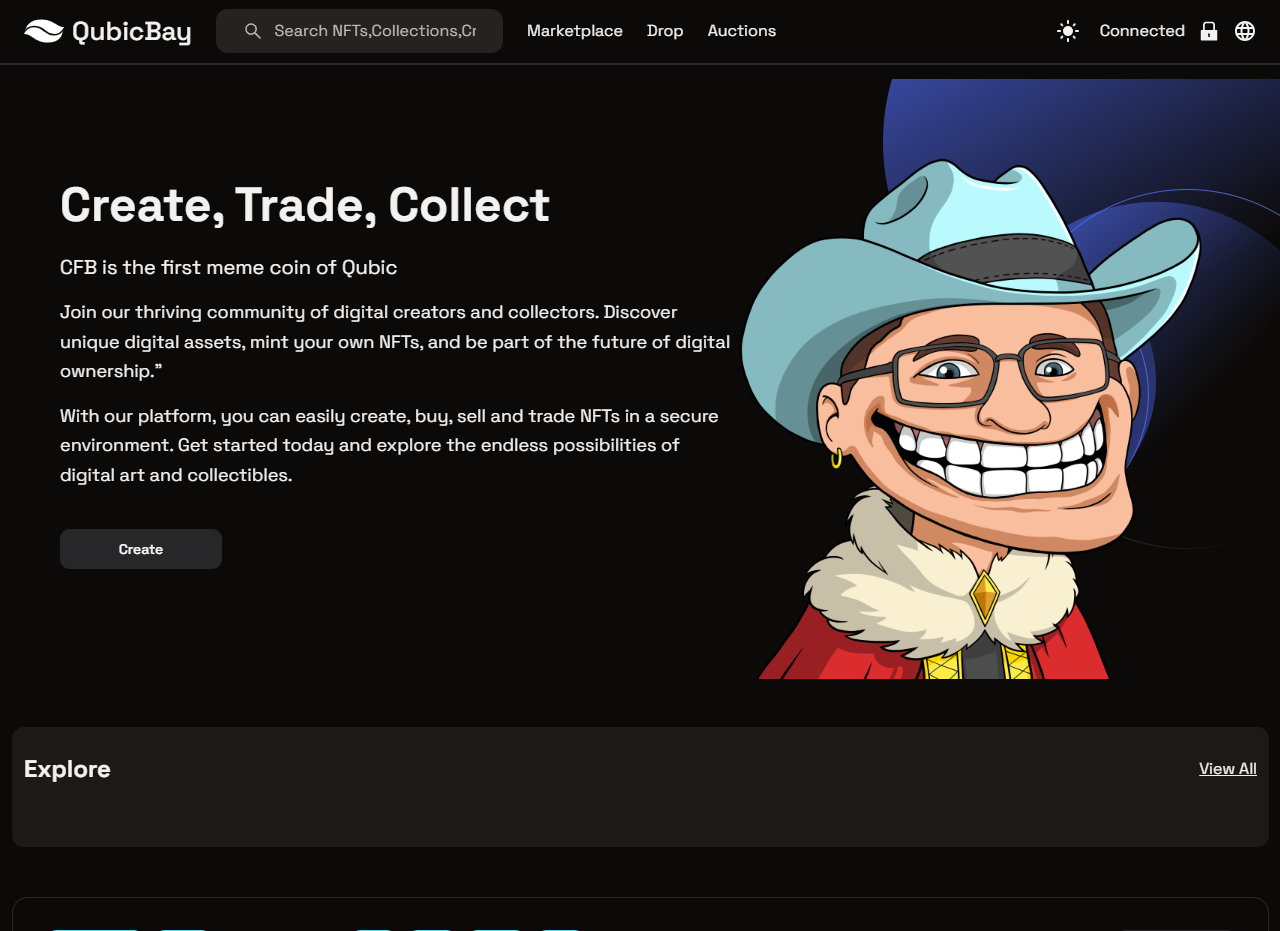 QubicBay
Search NFTs,Collections,Cr
Marketplace
Drop
Auctions
Connected
Create, Trade, Collect
CFB is the first meme coin of Qubic
Join our thriving community of digital creators and collectors. Discover
unique digital assets, mint your own NFTs, and be part of the future of digital
ownership.”
With our platform, you can easily create, buy, sell and trade NFTs in a secure
environment. Get started today and explore the endless possibilities of
digital art and collectibles.
Create
Explore
View All